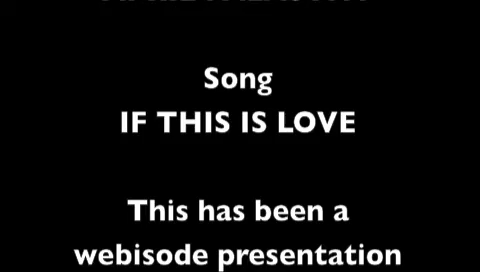 Song
IF THIS IS LOVE
This has been a
webisode presentation